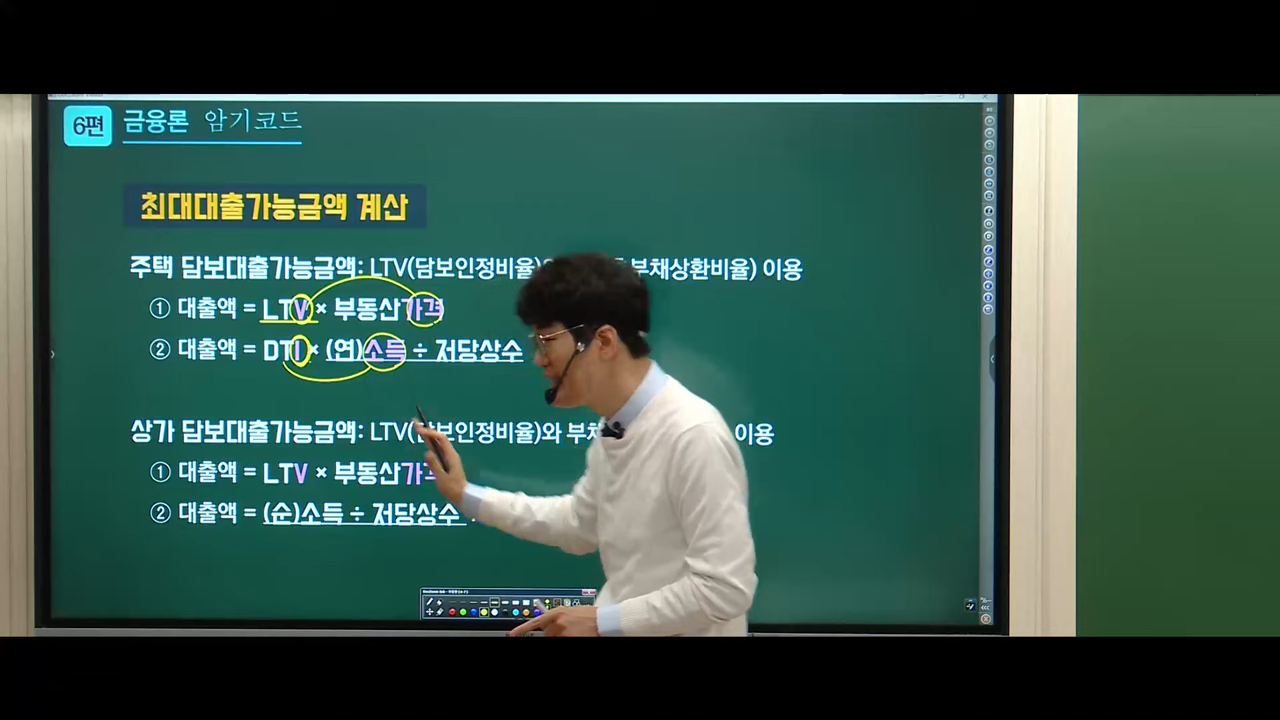 6편 금융론 암기코드
최대대출가능금액 계산
주택 담보대출가능금액: LTV(담보인정비율) 부채상환비율) 이용
① 대출액 = LTV × 부동산가격
② 대출액 = DTI × (연)소득 ÷ 저당상수
상가 담보대출가능금액: LTV(담보인정비율)와 이용
① 대출액 = LTV × 부동산가
② 대출액 = (순)소득 ÷ 저당상수